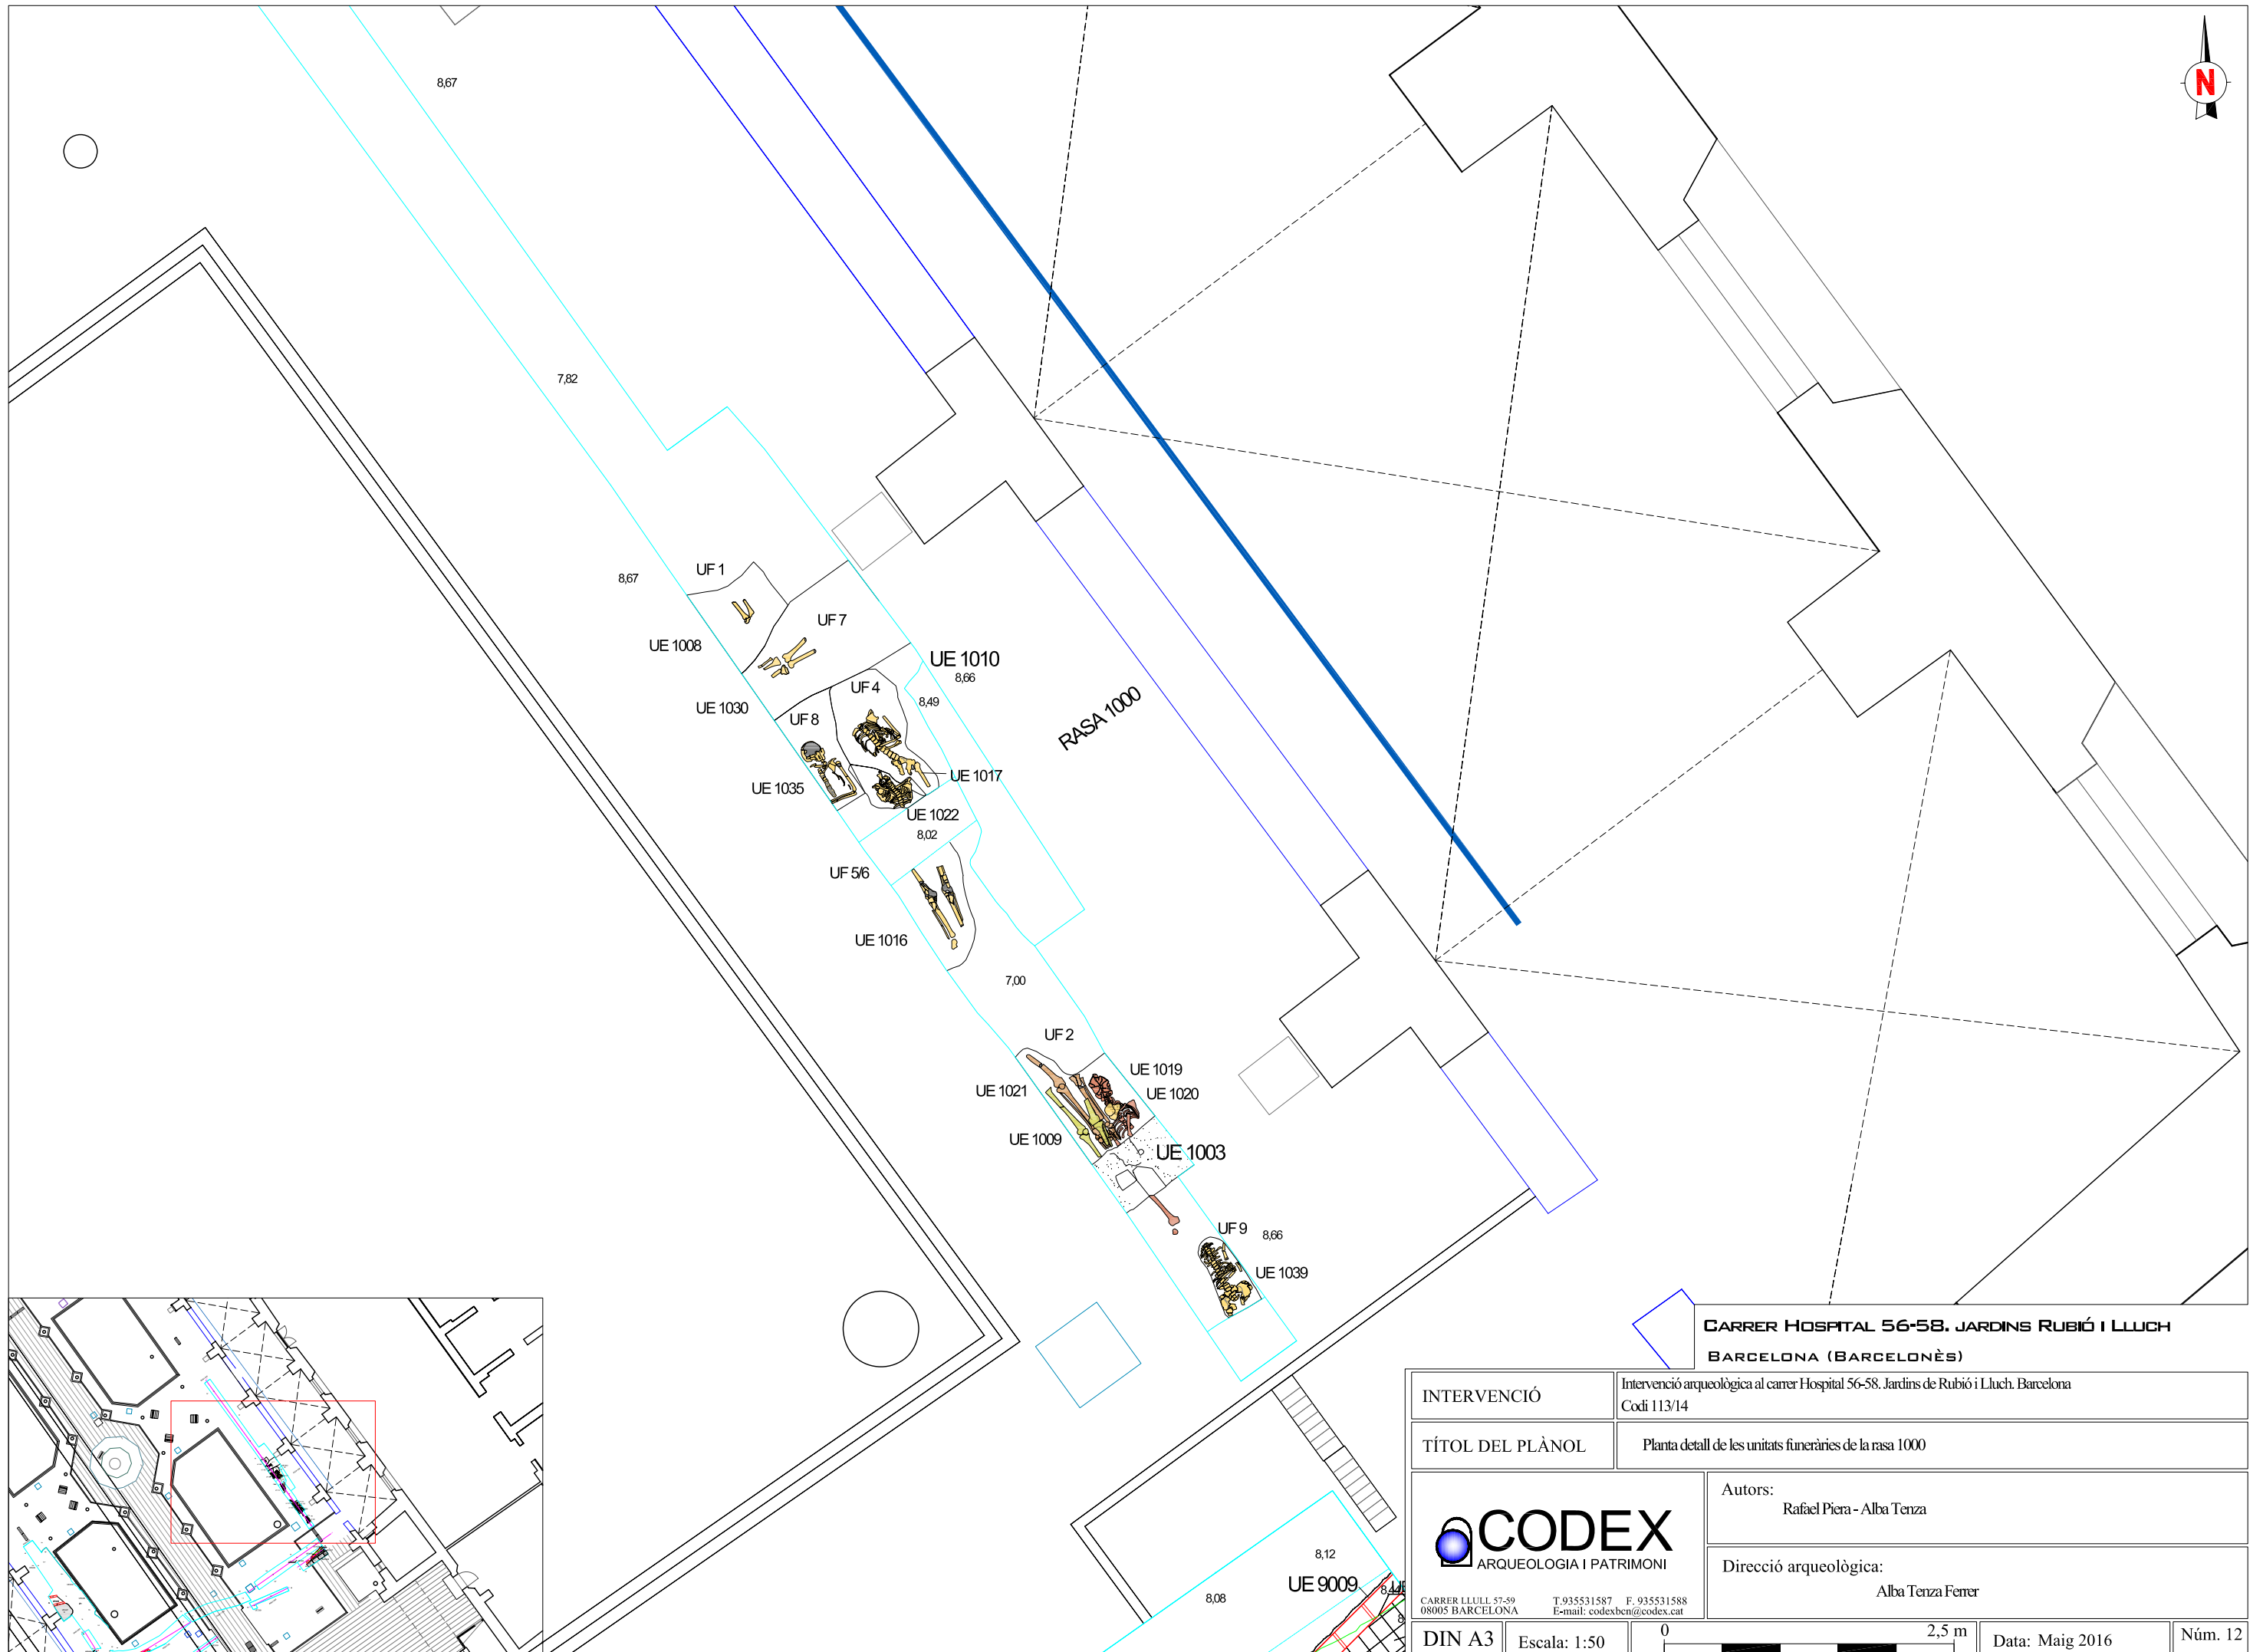 8,67
N
7,82
8,67
UF 1
UF 7
UE 1008
UE 1010
8,66
UF 4
8,49
UE 1030
UF 8
RASA 1000
UE 1017
UE 1035
UE 1022
8,02
UF 5/6
UE 1016
7,00
UF 2
UE 1019
UE 1021
UE 1020
UE 1009
UE 1003
UF 9
8,66
UE 1039
8,12
UE 9009
8,08
CARRER HOSPITAL 56-58. JARDINS RUBIÓ I LLUCH
BARCELONA (BARCELONÈS)
INTERVENCIÓ
Intervenció arqueològica al carrer Hospital 56-58. Jardins de Rubió i Lluch. Barcelona
Codi 113/14
TÍTOL DEL PLÀNOL
Planta detall de les unitats funeràries de la rasa 1000
CODEX
ARQUEOLOGIA I PATRIMONI
CARRER LLULL 57-59 T.935531587 F. 935531588
08005 BARCELONA E-mail: codexbcn@codex.cat
Autors:
Rafael Piera - Alba Tenza
Direcció arqueològica:
Alba Tenza Ferrer
DIN A3
Escala: 1:50
0 2,5 m
Data: Maig 2016
Núm. 12